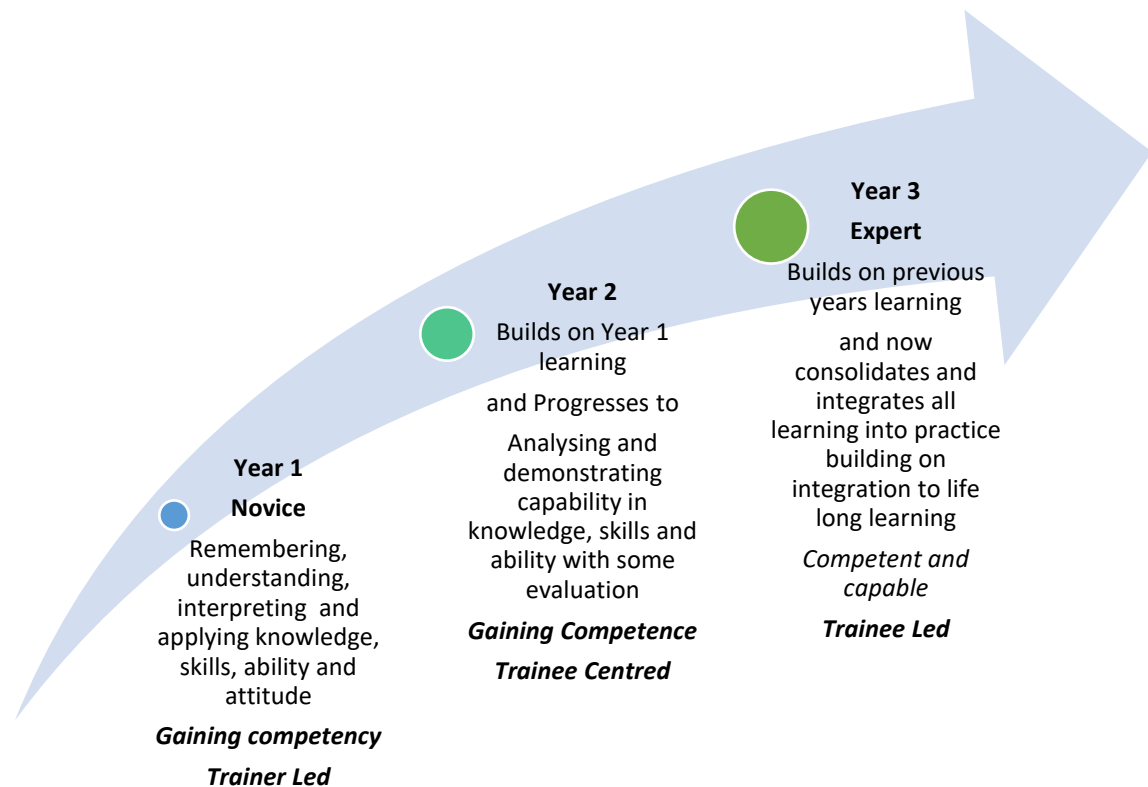 Year 1
Novice
Remembering,
understanding,
interpreting and
applying knowledge,
skills, ability and
attitude
Gaining competency
Trainer Led
Year 2
Builds on Year 1
learning
and Progresses to
Analysing and
demonstrating
capability in
knowledge, skills and
ability with some
evaluation
Gaining Competence
Trainee Centred
Year 3
Expert
Builds on previous
years learning
and now
consolidates and
integrates all
learning into practice
building on
integration to life
long learning
Competent and
capable
Trainee Led